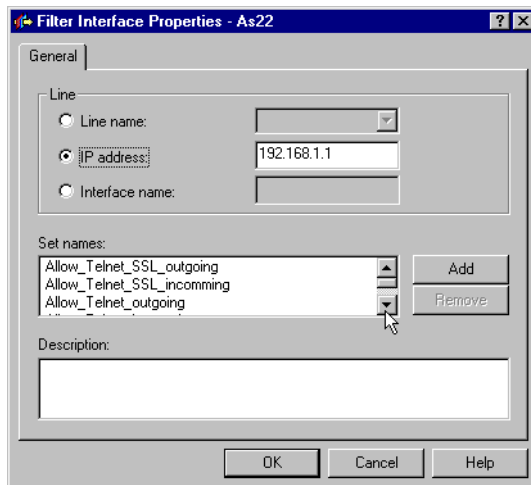 Filter Interface Properties - As22
General
Line
Line name:
IP address:
192.168.1.1
Interface name:
Set names:
Allow_Telnet_SSL_outgoing
Allow_Telnet_SSL_incomming
Allow_Telnet_outgoing
Add
Remove
Description:
OK
Cancel
Help